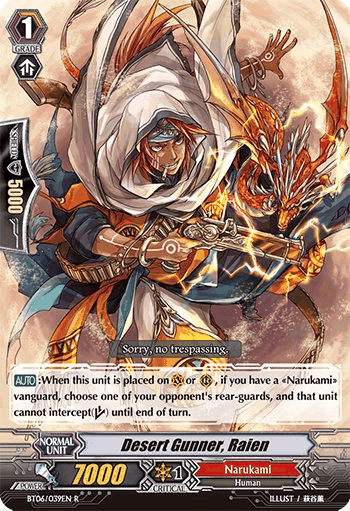 1
GRADE
SHIELD
5000
Sorry, no trespassing.
AUTO:When this unit is placed on V or R, if you have a «Narukami»
vanguard, choose one of your opponent's rear-guards, and that unit
cannot intercept( ) until end of turn.
NORMAL
UNIT
Desert Gunner, Raien
POWER
7000
1
CRITICAL
Narukami
Human
BT06/039EN R
ILLUST / 萩谷薫